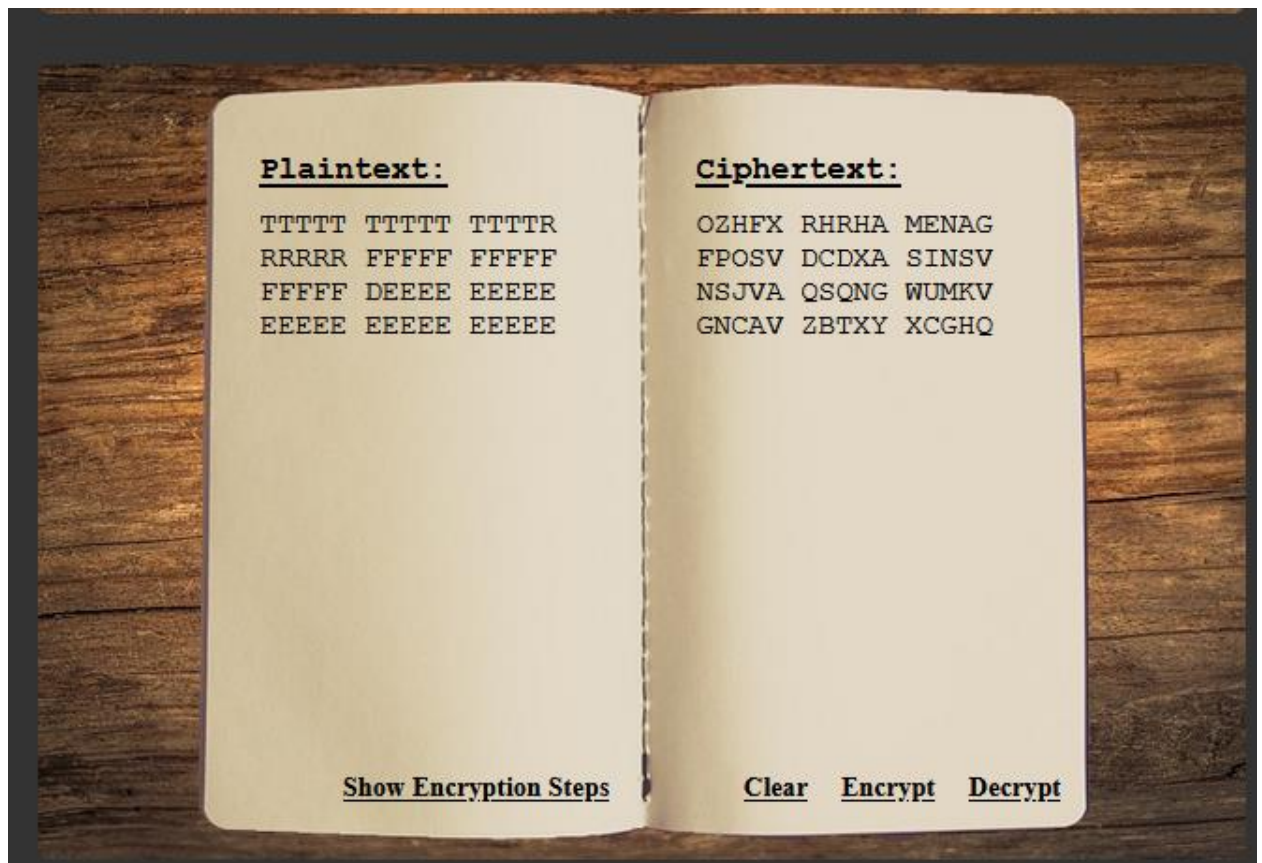 Plaintext:
TTTTT TTTTT TTTTR
RRRRR FFFFF FFFFF
FFFFF DEEEE EEEEE
EEEEE EEEEE EEEEE
Show Encryption Steps
Ciphertext:
OZHFX RHRHA MENAG
FPOSV DCDXA SINSV
NSJVA QSQNG WUMKV
GNCAV ZBTXY XCGHQ
Clear Encrypt Decrypt